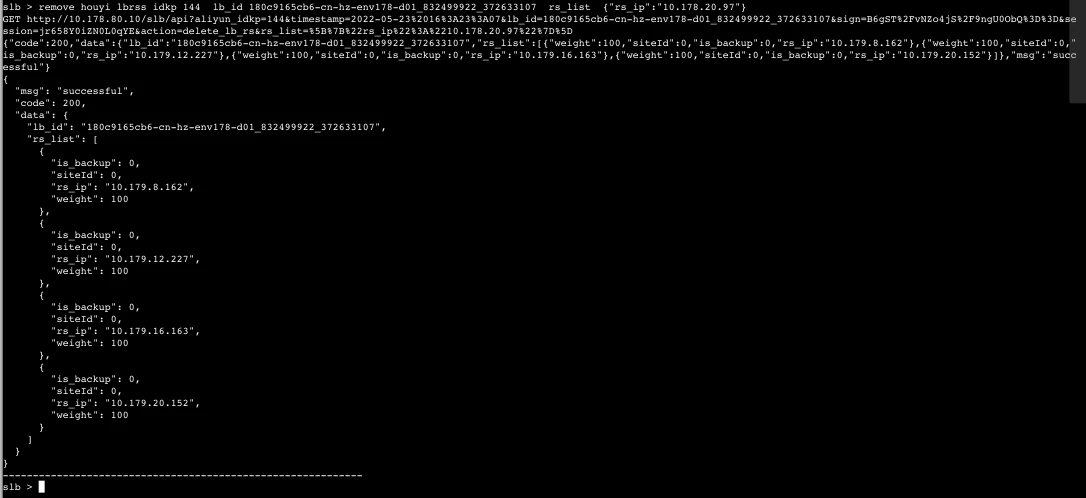 slb > remove houyi lbrss idkp 144  lb_id 180c9165cb6-cn-hz-env178-d01_832499922_372633107  rs_list  {"rs_ip":"10.178.20.97"}
GET http://10.178.80.10/slb/api?aliyun_idkp=144&timestamp=2022-05-23%2016%3A23%3A07&lb_id=180c9165cb6-cn-hz-env178-d01_832499922_372633107&sign=B6gST%2FvNZo4jS%2F9ngU0ObQ%3D%3D&se
ssion=jr658Y0iZN0L0qYE&action=delete_lb_rs&rs_list=%5B%7B%22rs_ip%22%3A%2210.178.20.97%22%7D%5D
{"code":200,"data":{"lb_id":"180c9165cb6-cn-hz-env178-d01_832499922_372633107","rs_list":[{"weight":100,"siteId":0,"is_backup":0,"rs_ip":"10.179.8.162"},{"weight":100,"siteId":0,"
is_backup":0,"rs_ip":"10.179.12.227"},{"weight":100,"siteId":0,"is_backup":0,"rs_ip":"10.179.16.163"},{"weight":100,"siteId":0,"is_backup":0,"rs_ip":"10.179.20.152"}]},"msg":"succ
essful"}
{
  "msg": "successful",
  "code": 200,
  "data": {
    "lb_id": "180c9165cb6-cn-hz-env178-d01_832499922_372633107",
    "rs_list": [
      {
        "is_backup": 0,
        "siteId": 0,
        "rs_ip": "10.179.8.162",
        "weight": 100
      },
      {
        "is_backup": 0,
        "siteId": 0,
        "rs_ip": "10.179.12.227",
        "weight": 100
      },
      {
        "is_backup": 0,
        "siteId": 0,
        "rs_ip": "10.179.16.163",
        "weight": 100
      },
      {
        "is_backup": 0,
        "siteId": 0,
        "rs_ip": "10.179.20.152",
        "weight": 100
      }
    ]
  }
}
------------------------------------------------------------
slb >